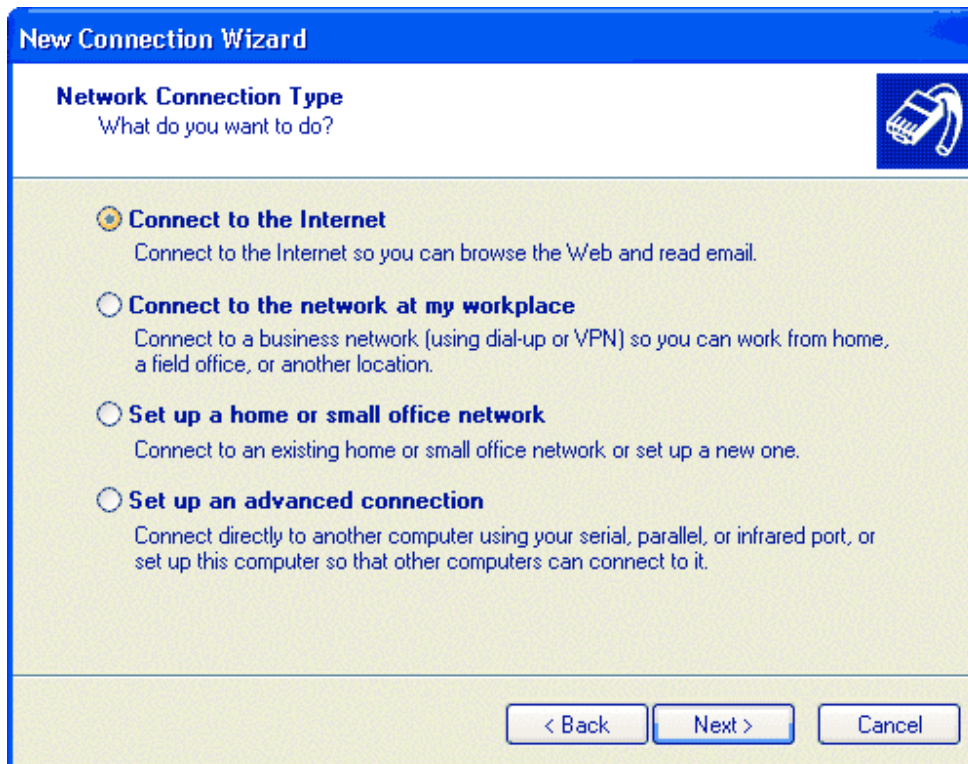 New Connection Wizard
Network Connection Type
What do you want to do?
Connect to the Internet
Connect to the Internet so you can browse the Web and read email.
Connect to the network at my workplace
Connect to a business network (using dial-up or VPN) so you can work from home,
a field office, or another location.
Set up a home or small office network
Connect to an existing home or small office network or set up a new one.
Set up an advanced connection
Connect directly to another computer using your serial, parallel, or infrared port, or
set up this computer so that other computers can connect to it.
< Back Next > Cancel